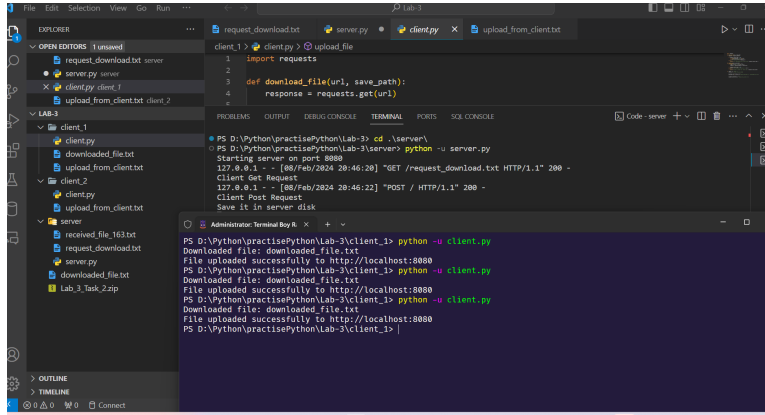 File Edit Selection View Go Run ...
Lab-3
EXPLORER ...
OPEN EDITORS 1 unsaved
request_download.txt server
server.py server
client.py client_1
upload_from_client.txt client_2
LAB-3
client_1
client.py
downloaded_file.txt
upload_from_client.txt
client_2
client.py
upload_from_client.txt
server
received_file_163.txt
request_download.txt
server.py
downloaded_file.txt
Lab_3_Task_2.zip
OUTLINE
TIMELINE
0 0 0 Connect
request_download.txt server.py client.py upload_from_client.txt
client_1 > client.py > upload_file
1 import requests
2
3 def download_file(url, save_path):
4 response = requests.get(url)
PROBLEMS OUTPUT DEBUG CONSOLE TERMINAL PORTS SQL CONSOLE Code - server
PS D:\Python\practisePython\Lab-3> cd .\server\
PS D:\Python\practisePython\Lab-3\server> python -u server.py
Starting server on port 8080
127.0.0.1 - - [08/Feb/2024 20:46:20] "GET /request_download.txt HTTP/1.1" 200 -
Client Get Request
127.0.0.1 - - [08/Feb/2024 20:46:22] "POST / HTTP/1.1" 200 -
Client Post Request
Save it in server disk
Administrator: Terminal Boy R
PS D:\Python\practisePython\Lab-3\client_1> python -u client.py
Downloaded file: downloaded_file.txt
File uploaded successfully to http://localhost:8080
PS D:\Python\practisePython\Lab-3\client_1> python -u client.py
Downloaded file: downloaded_file.txt
File uploaded successfully to http://localhost:8080
PS D:\Python\practisePython\Lab-3\client_1> python -u client.py
Downloaded file: downloaded_file.txt
File uploaded successfully to http://localhost:8080
PS D:\Python\practisePython\Lab-3\client_1>